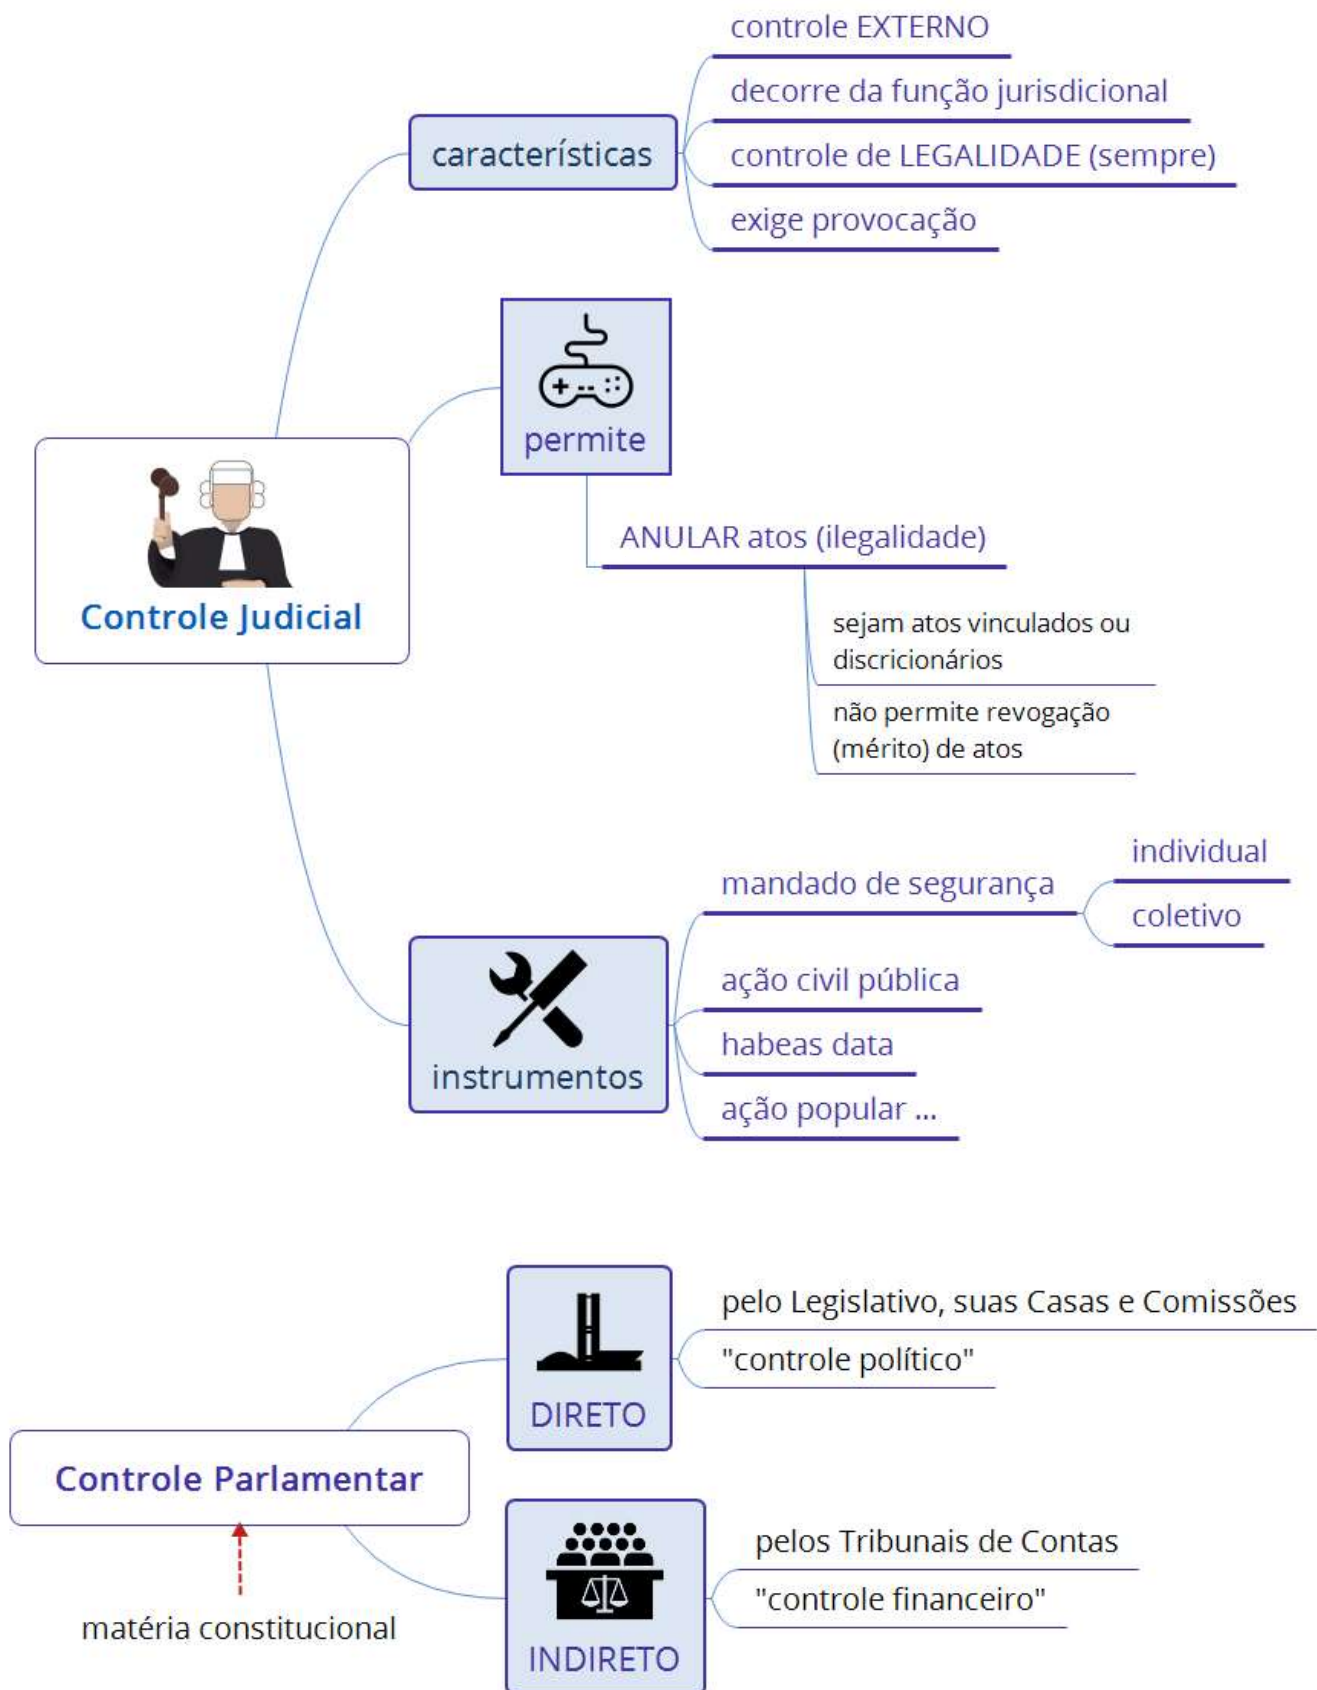 controle EXTERNO
decorre da função jurisdicional
características
controle de LEGALIDADE (sempre)
exige provocação
permite
ANULAR atos (ilegalidade)
Controle Judicial
sejam atos vinculados ou
discricionários
não permite revogação
(mérito) de atos
individual
mandado de segurança
coletivo
ação civil pública
habeas data
instrumentos
ação popular ...
pelo Legislativo, suas Casas e Comissões
"controle político"
DIRETO
Controle Parlamentar
pelos Tribunais de Contas
"controle financeiro"
matéria constitucional
INDIRETO